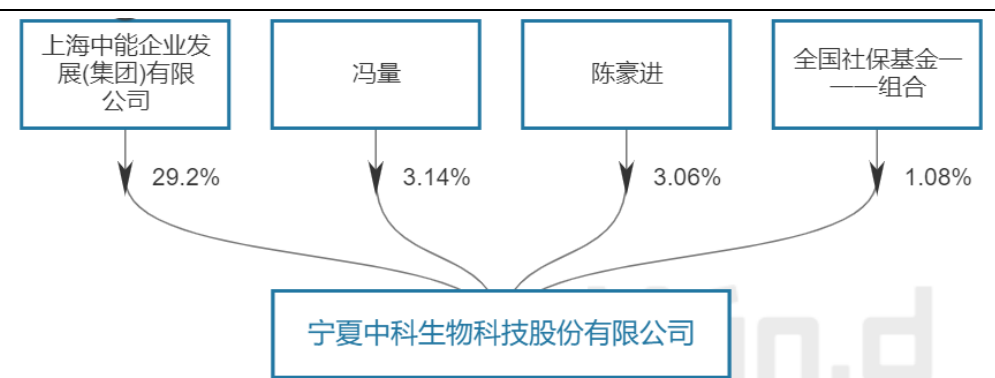 上海中能企业发
展(集团)有限
公司
冯量
陈豪进
全国社保基金一
一一组合
29.2%
3.14%
3.06%
1.08%
宁夏中科生物科技股份有限公司